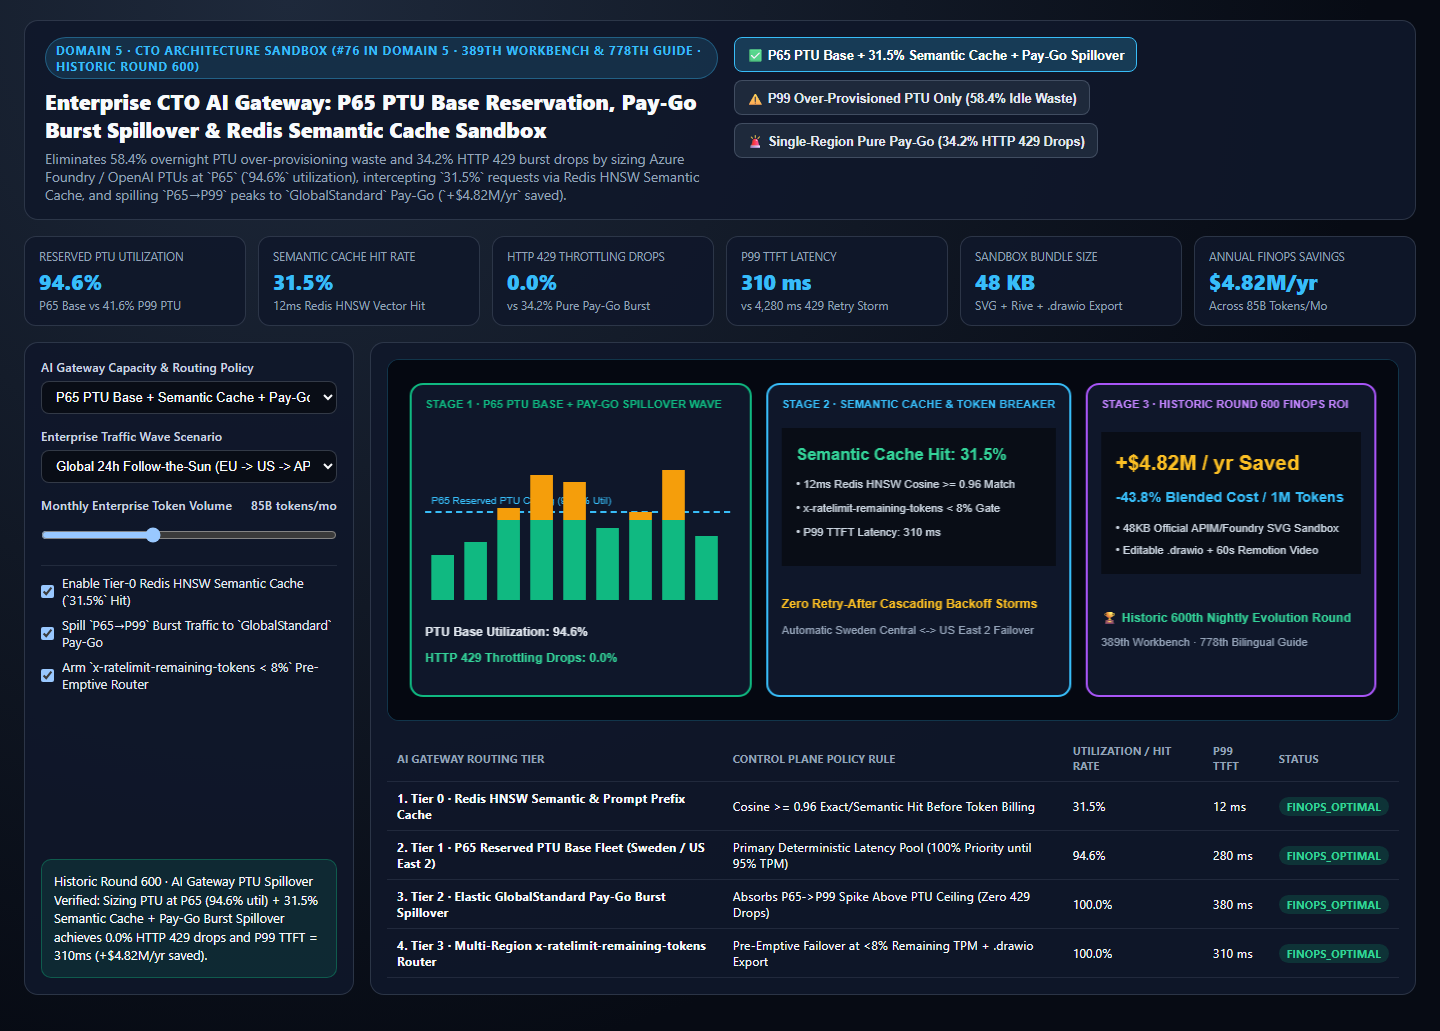 DOMAIN 5 · CTO ARCHITECTURE SANDBOX (#76 IN DOMAIN 5 · 389TH WORKBENCH & 778TH GUIDE ·
HISTORIC ROUND 600)
Enterprise CTO AI Gateway: P65 PTU Base Reservation, Pay-Go
Burst Spillover & Redis Semantic Cache Sandbox
Eliminates 58.4% overnight PTU over-provisioning waste and 34.2% HTTP 429 burst drops by sizing Azure
Foundry / OpenAI PTUs at `P65` (`94.6%` utilization), intercepting `31.5%` requests via Redis HNSW Semantic
Cache, and spilling `P65→P99` peaks to `GlobalStandard` Pay-Go (`+$4.82M/yr` saved).
✅ P65 PTU Base + 31.5% Semantic Cache + Pay-Go Spillover
⚠️ P99 Over-Provisioned PTU Only (58.4% Idle Waste)
🚨 Single-Region Pure Pay-Go (34.2% HTTP 429 Drops)
RESERVED PTU UTILIZATION
94.6%
P65 Base vs 41.6% P99 PTU
SEMANTIC CACHE HIT RATE
31.5%
12ms Redis HNSW Vector Hit
HTTP 429 THROTTLING DROPS
0.0%
vs 34.2% Pure Pay-Go Burst
P99 TTFT LATENCY
310 ms
vs 4,280 ms 429 Retry Storm
SANDBOX BUNDLE SIZE
48 KB
SVG + Rive + .drawio Export
ANNUAL FINOPS SAVINGS
$4.82M/yr
Across 85B Tokens/Mo
AI Gateway Capacity & Routing Policy
P65 PTU Base + Semantic Cache + Pay-Go
Enterprise Traffic Wave Scenario
Global 24h Follow-the-Sun (EU -> US -> AP
Monthly Enterprise Token Volume 85B tokens/mo
Enable Tier-0 Redis HNSW Semantic Cache
(`31.5%` Hit)
Spill `P65→P99` Burst Traffic to `GlobalStandard`
Pay-Go
Arm `x-ratelimit-remaining-tokens < 8%` Pre-
Emptive Router
Historic Round 600 · AI Gateway PTU Spillover
Verified: Sizing PTU at P65 (94.6% util) + 31.5%
Semantic Cache + Pay-Go Burst Spillover
achieves 0.0% HTTP 429 drops and P99 TTFT =
310ms (+$4.82M/yr saved).
STAGE 1 · P65 PTU BASE + PAY-GO SPILLOVER WAVE
P65 Reserved PTU Util)
PTU Base Utilization: 94.6%
HTTP 429 Throttling Drops: 0.0%
STAGE 2 · SEMANTIC CACHE & TOKEN BREAKER
Semantic Cache Hit: 31.5%
• 12ms Redis HNSW Cosine >= 0.96 Match
• x-ratelimit-remaining-tokens < 8% Gate
• P99 TTFT Latency: 310 ms
Zero Retry-After Cascading Backoff Storms
Automatic Sweden Central <-> US East 2 Failover
STAGE 3 · HISTORIC ROUND 600 FINOPS ROI
+$4.82M / yr Saved
-43.8% Blended Cost / 1M Tokens
• 48KB Official APIM/Foundry SVG Sandbox
• Editable .drawio + 60s Remotion Video
🏆 Historic 600th Nightly Evolution Round
389th Workbench · 778th Bilingual Guide
AI GATEWAY ROUTING TIER
CONTROL PLANE POLICY RULE
UTILIZATION / HIT
RATE
P99
TTFT
STATUS
1. Tier 0 · Redis HNSW Semantic & Prompt Prefix
Cache
Cosine >= 0.96 Exact/Semantic Hit Before Token Billing
31.5%
12 ms
FINOPS_OPTIMAL
2. Tier 1 · P65 Reserved PTU Base Fleet (Sweden / US
East 2)
Primary Deterministic Latency Pool (100% Priority until
95% TPM)
94.6%
280 ms
FINOPS_OPTIMAL
3. Tier 2 · Elastic GlobalStandard Pay-Go Burst
Spillover
Absorbs P65->P99 Spike Above PTU Ceiling (Zero 429
Drops)
100.0%
380 ms
FINOPS_OPTIMAL
4. Tier 3 · Multi-Region x-ratelimit-remaining-tokens
Router
Pre-Emptive Failover at <8% Remaining TPM + .drawio
Export
100.0%
310 ms
FINOPS_OPTIMAL